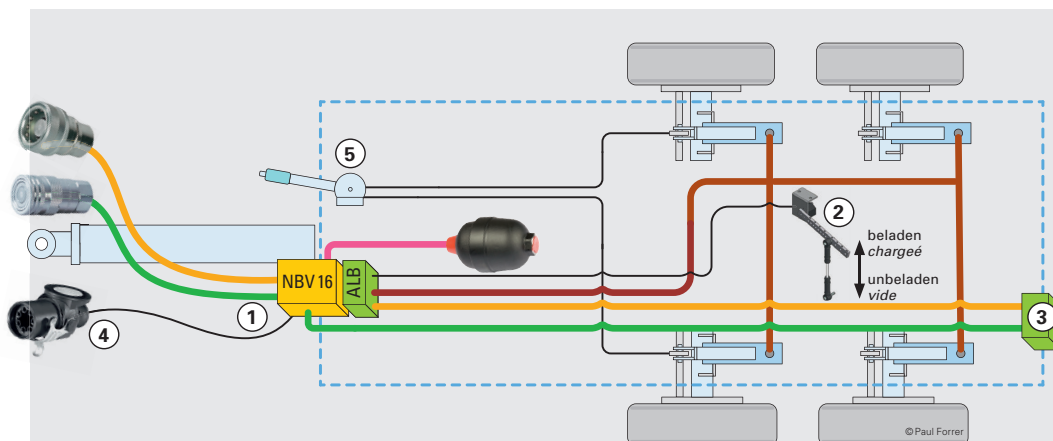 5
2
beladen
chargeé
unbeladen
vide
NBV 16
ALB
1
3
4
© Paul Forrer